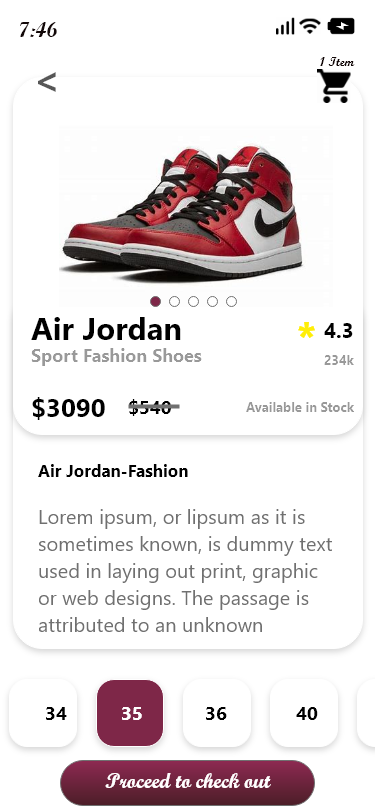 7:46
1 Item
<
Air Jordan
4.3
Sport Fashion Shoes
234k
$3090 $540
Available in Stock
Air Jordan-Fashion
Lorem ipsum, or lipsum as it is
sometimes known, is dummy text
used in laying out print, graphic
or web designs. The passage is
attributed to an unknown
34 35 36 40
Proceed to check out